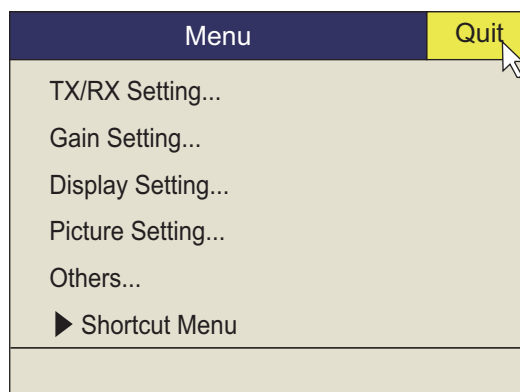 Menu
Quit
TX/RX Setting...
Gain Setting...
Display Setting...
Picture Setting...
Others...
▶ Shortcut Menu